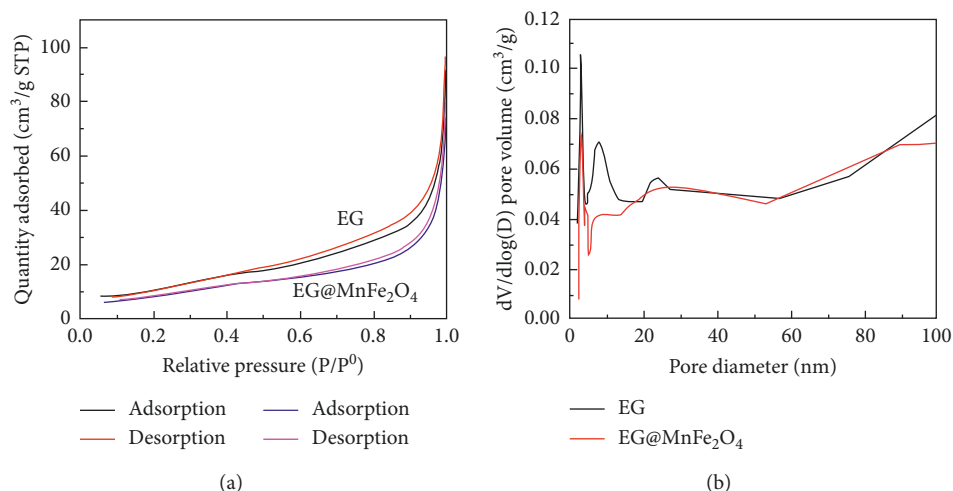 100
80
60
40
20
0
Quantity adsorbed (cm³/g STP)
EG
EG@MnFe₂O₄
0.0 0.2 0.4 0.6 0.8 1.0
Relative pressure (P/P⁰)
Adsorption
Desorption
Adsorption
Desorption
(a)
0.12
0.10
0.08
0.06
0.04
0.02
0.00
dV/dlog(D) pore volume (cm³/g)
0 20 40 60 80 100
Pore diameter (nm)
EG
EG@MnFe₂O₄
(b)